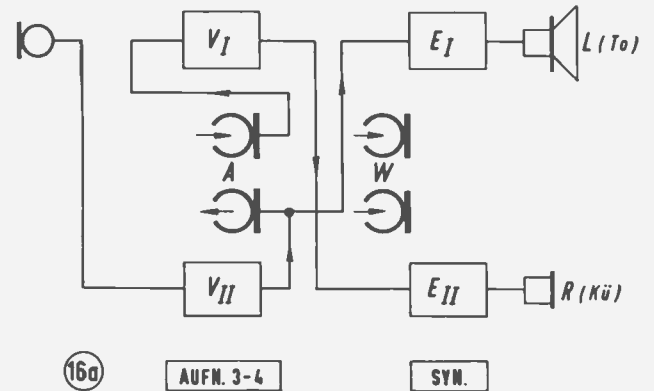 V_I
E_I
L (To)
A
W
V_II
E_II
R (Kü)
16a
AUFN. 3-4
SYN.